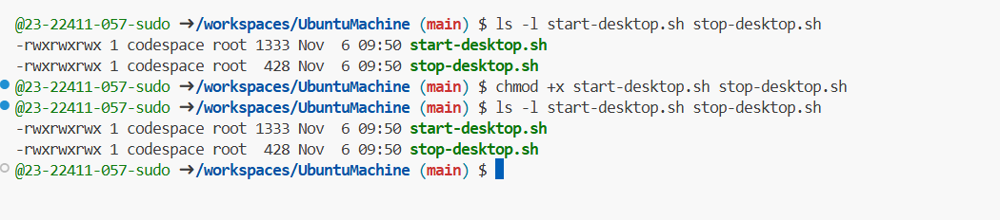 @23-22411-057-sudo ➜/workspaces/UbuntuMachine (main) $ ls -l start-desktop.sh stop-desktop.sh
-rwxrwxrwx 1 codespace root 1333 Nov  6 09:50 start-desktop.sh
-rwxrwxrwx 1 codespace root  428 Nov  6 09:50 stop-desktop.sh
@23-22411-057-sudo ➜/workspaces/UbuntuMachine (main) $ chmod +x start-desktop.sh stop-desktop.sh
@23-22411-057-sudo ➜/workspaces/UbuntuMachine (main) $ ls -l start-desktop.sh stop-desktop.sh
-rwxrwxrwx 1 codespace root 1333 Nov  6 09:50 start-desktop.sh
-rwxrwxrwx 1 codespace root  428 Nov  6 09:50 stop-desktop.sh
@23-22411-057-sudo ➜/workspaces/UbuntuMachine (main) $